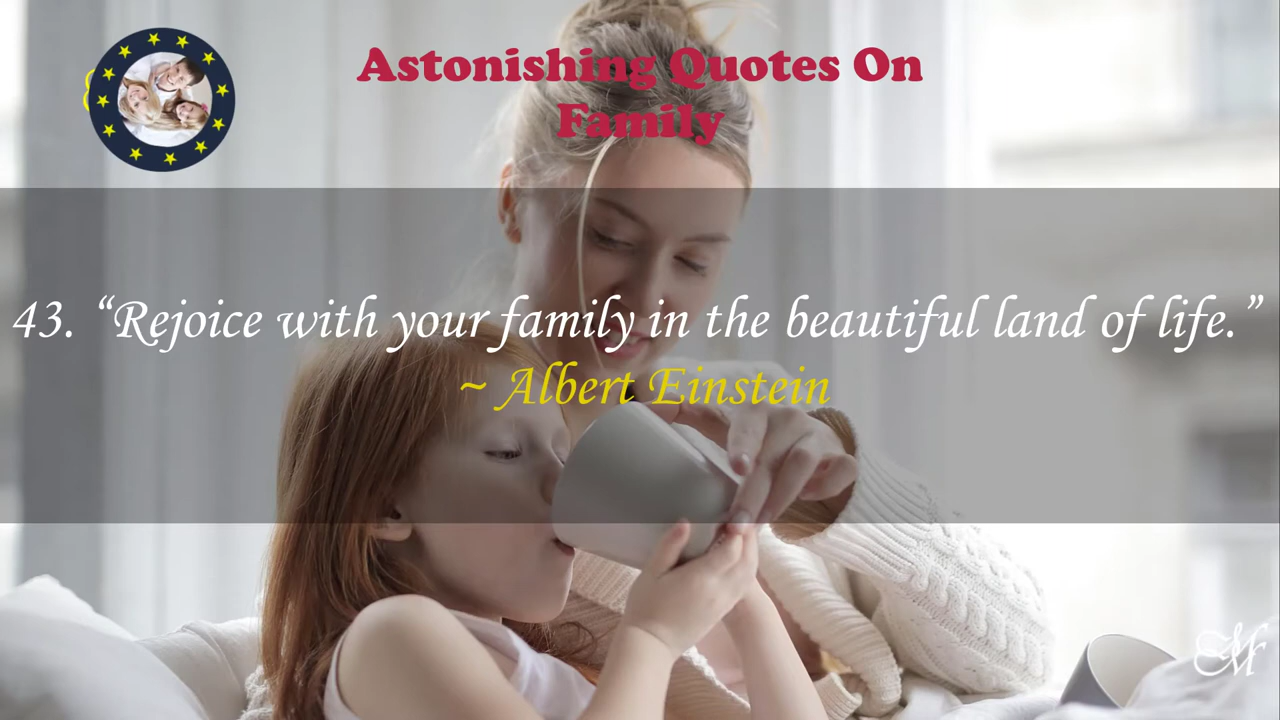 Astonishing Quotes On
Family
43. “Rejoice with your family in the beautiful land of life.”
~ Albert Einstein